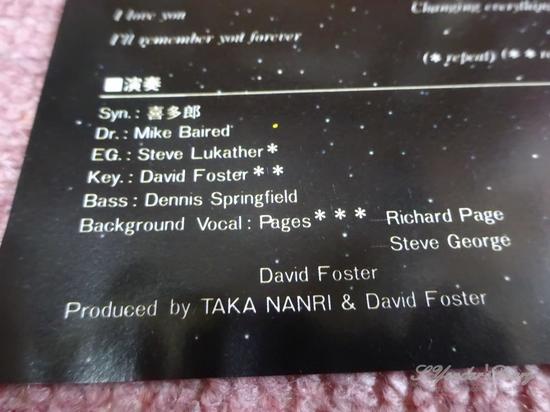 I love you
Changing everything
I'll remember you forever
(* repeat) (* *
■演奏
Syn. : 喜多郎
Dr. : Mike Baired
EG. : Steve Lukather *
Key. : David Foster * *
Bass : Dennis Springfield
Background Vocal : Pages * * * Richard Page
Steve George
David Foster
Produced by TAKA NANRI & David Foster